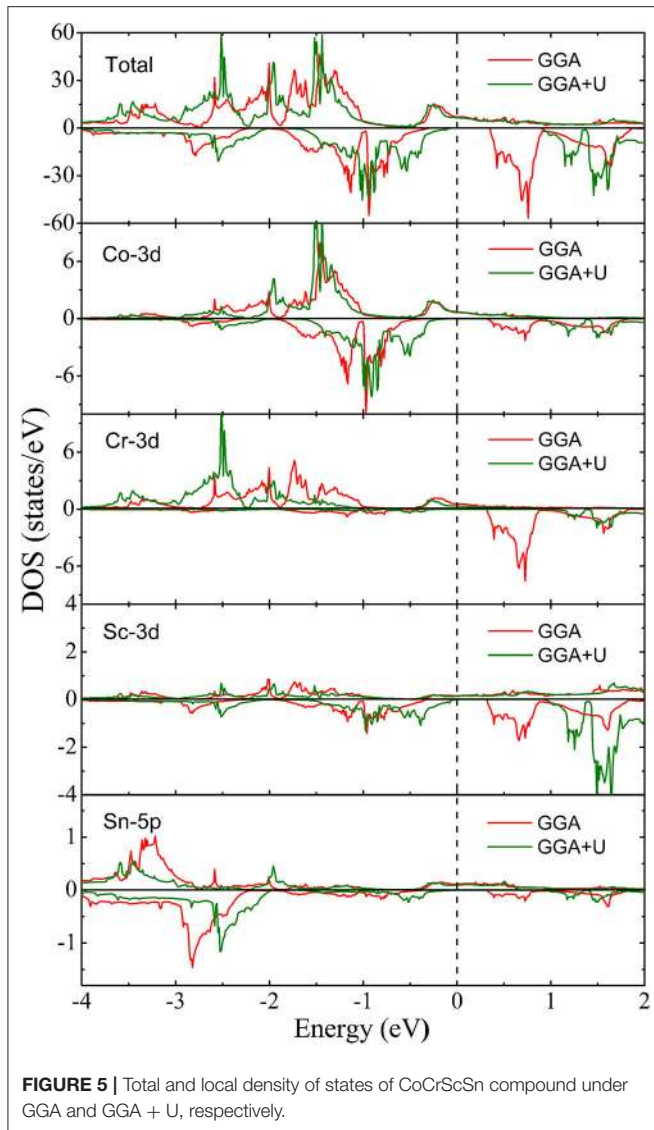 60
Total
GGA
30
GGA+U
0
-30
-60
Co-3d
GGA
6
GGA+U
0
-6
Cr-3d
GGA
6
GGA+U
0
-6
4
Sc-3d
GGA
2
GGA+U
0
-2
-4
Sn-5p
GGA
1
GGA+U
0
-1
DOS (states/eV)
-4 -3 -2 -1 0 1 2
Energy (eV)
FIGURE 5 | Total and local density of states of CoCrScSn compound under
GGA and GGA + U, respectively.